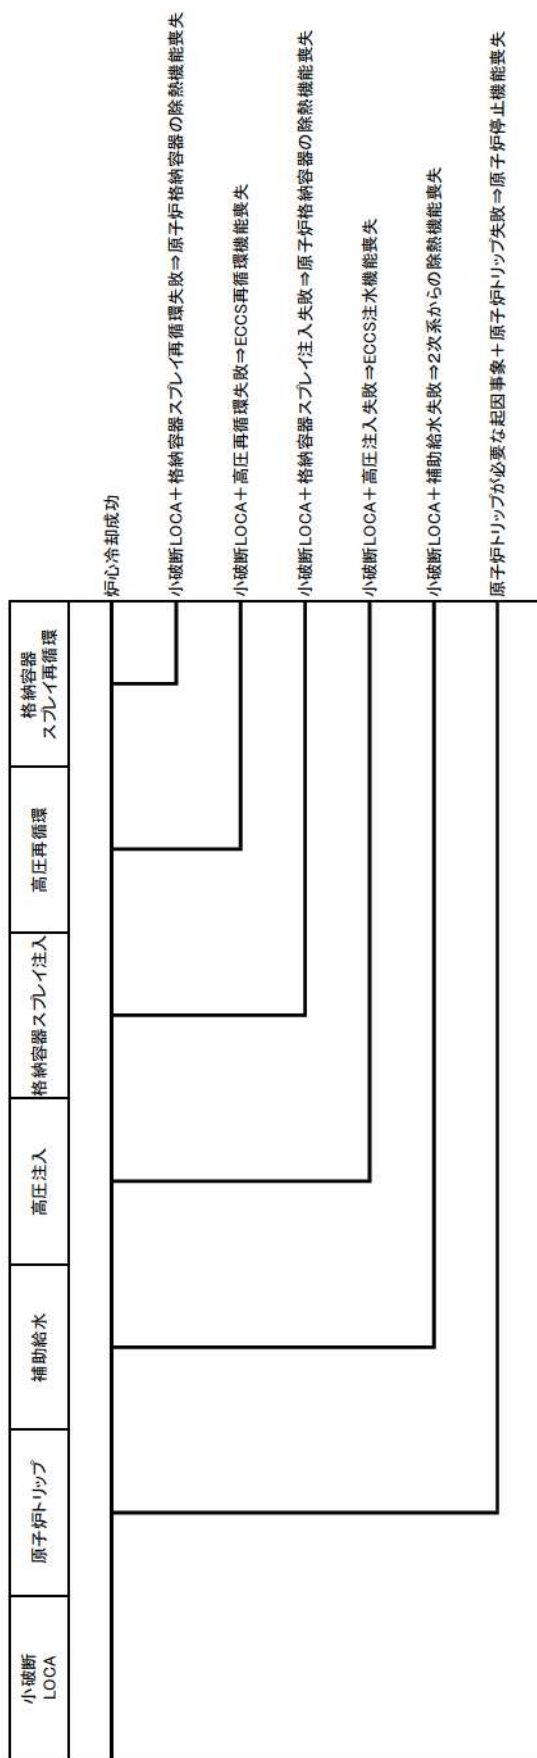 小破断
LOCA
原子炉トリップ
補助給水
高圧注入
格納容器スプレイ注入
高圧再循環
格納容器
スプレイ再循環
炉心冷却成功
小破断LOCA+格納容器スプレイ再循環失敗⇒原子炉格納容器の除熱機能喪失
小破断LOCA+高圧再循環失敗⇒ECCS再循環機能喪失
小破断LOCA+格納容器スプレイ注入失敗⇒原子炉格納容器の除熱機能喪失
小破断LOCA+高圧注入失敗⇒ECCS注水機能喪失
小破断LOCA+補助給水失敗⇒2次系からの除熱機能喪失
原子炉トリップが必要な起因事象+原子炉トリップ失敗⇒原子炉停止機能喪失